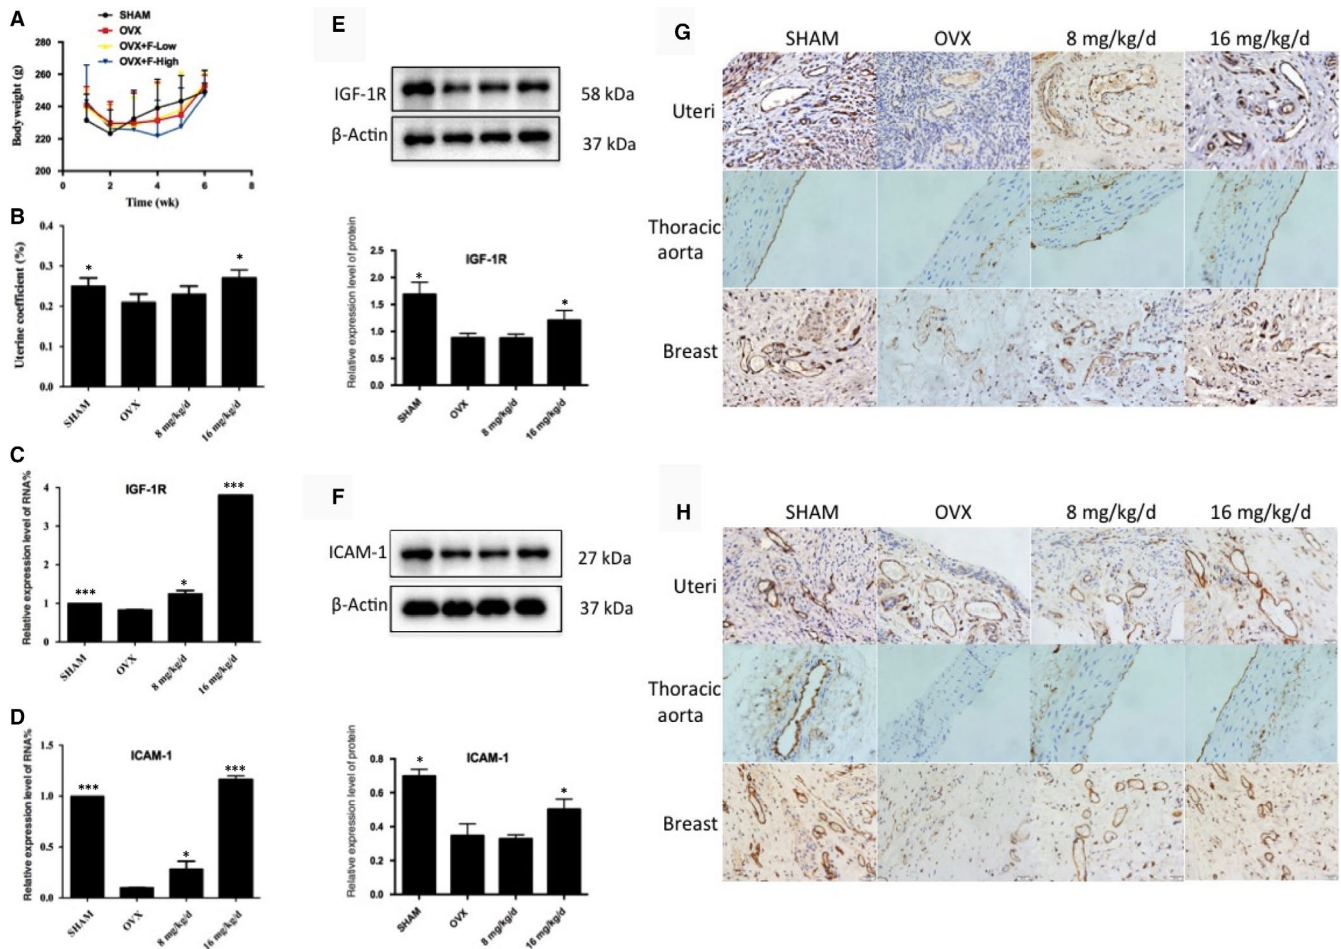 A
SHAM
OVX
OVX+F-Low
OVX+F-High
Body weight (g)
280
260
240
220
200
0 2 4 6 8
Time (wk)
B
Uterine coefficient (%)
0.4
0.3
0.2
0.1
0.0
* *
SHAM OVX 8 mg/kg/d 16 mg/kg/d
C
IGF-1R
Relative expression level of RNA%
4
3
2
1
0
*** * ***
SHAM OVX 8 mg/kg/d 16 mg/kg/d
D
ICAM-1
Relative expression level of RNA%
1.5
1.0
0.5
0.0
*** * ***
SHAM OVX 8 mg/kg/d 16 mg/kg/d
E
IGF-1R 58 kDa
β-Actin 37 kDa
IGF-1R
Relative expression level of protein
2.5
2.0
1.5
1.0
0.5
0.0
* *
SHAM OVX 8 mg/kg/d 16 mg/kg/d
F
ICAM-1 27 kDa
β-Actin 37 kDa
ICAM-1
Relative expression level of protein
0.8
0.6
0.4
0.2
0.0
* *
SHAM OVX 8 mg/kg/d 16 mg/kg/d
G
SHAM OVX 8 mg/kg/d 16 mg/kg/d
Uteri
Thoracic
aorta
Breast
H
SHAM OVX 8 mg/kg/d 16 mg/kg/d
Uteri
Thoracic
aorta
Breast